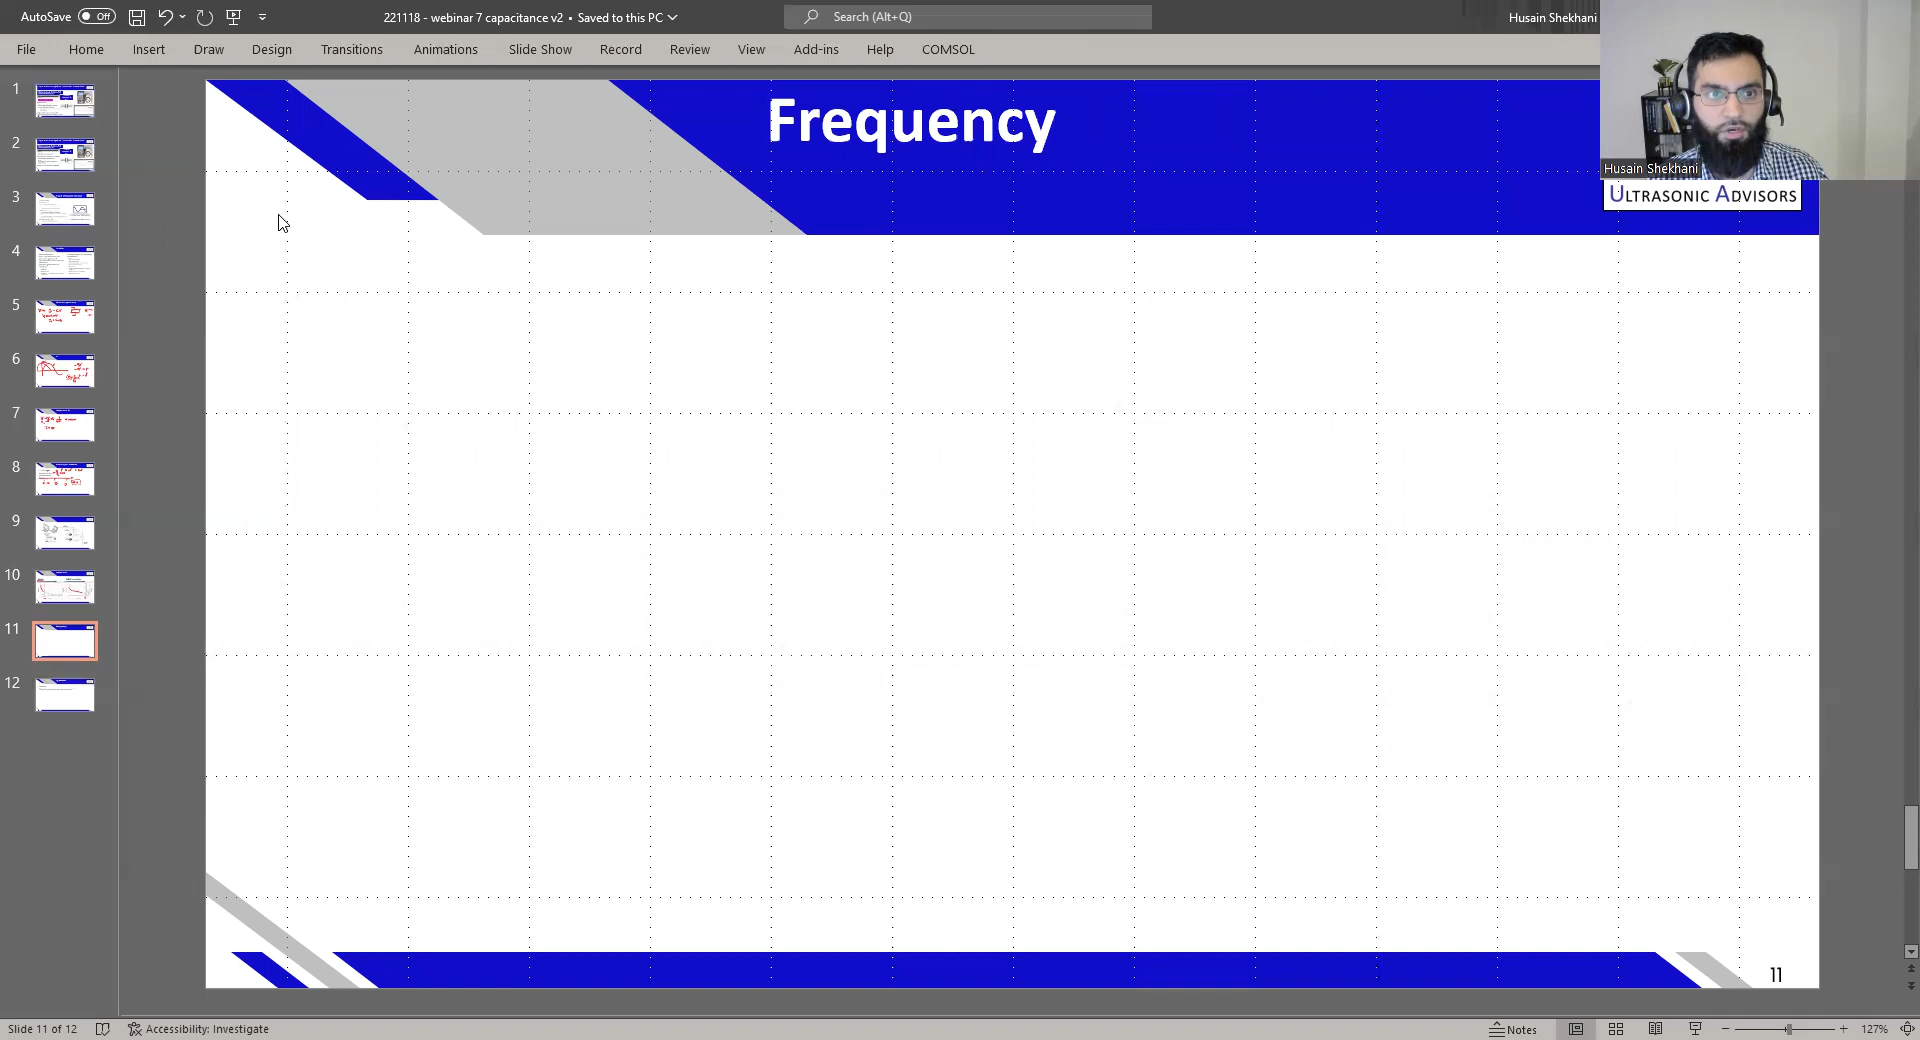 AutoSave Off
221118 - webinar 7 capacitance v2 • Saved to this PC
Search (Alt+Q)
Husain Shekhani
File Home Insert Draw Design Transitions Animations Slide Show Record Review View Add-ins Help COMSOL
1
2
3
4
5
6
7
8
9
10
11
12
Frequency
Husain Shekhani
ULTRASONIC ADVISORS
11
Slide 11 of 12
Accessibility: Investigate
Notes
127%